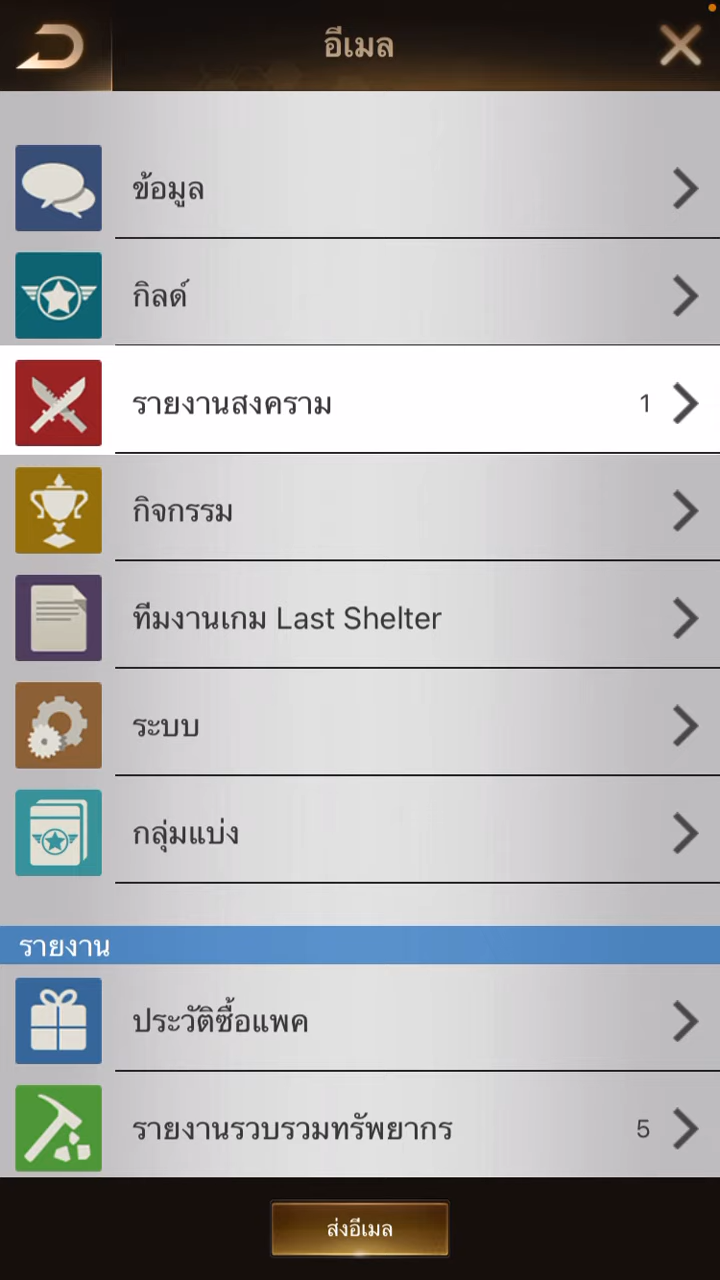 อีเมล
ข้อมูล
กิลด์
รายงานสงคราม 1
กิจกรรม
ทีมงานเกม Last Shelter
ระบบ
กลุ่มแบ่ง
รายงาน
ประวัติซื้อแพค
รายงานรวบรวมทรัพยากร 5
ส่งอีเมล